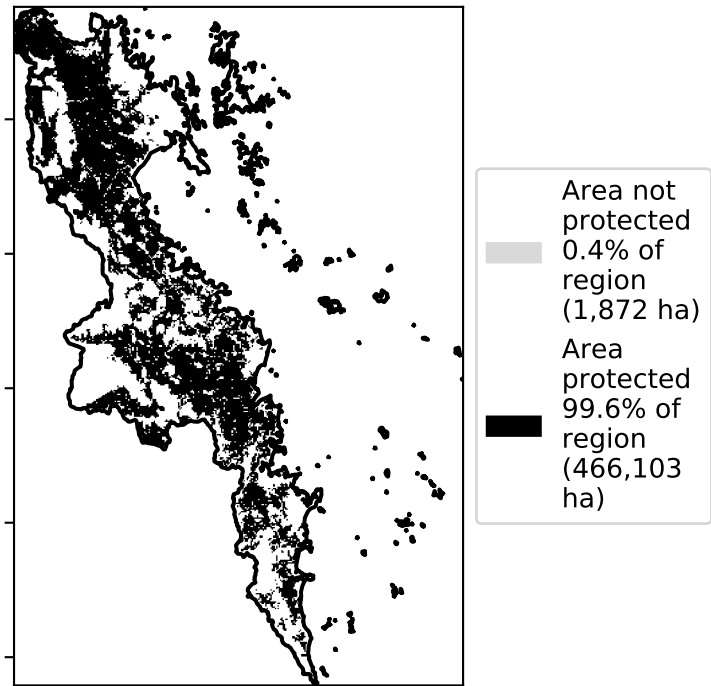 Area not
protected
0.4% of
region
(1,872 ha)
Area
protected
99.6% of
region
(466,103
ha)